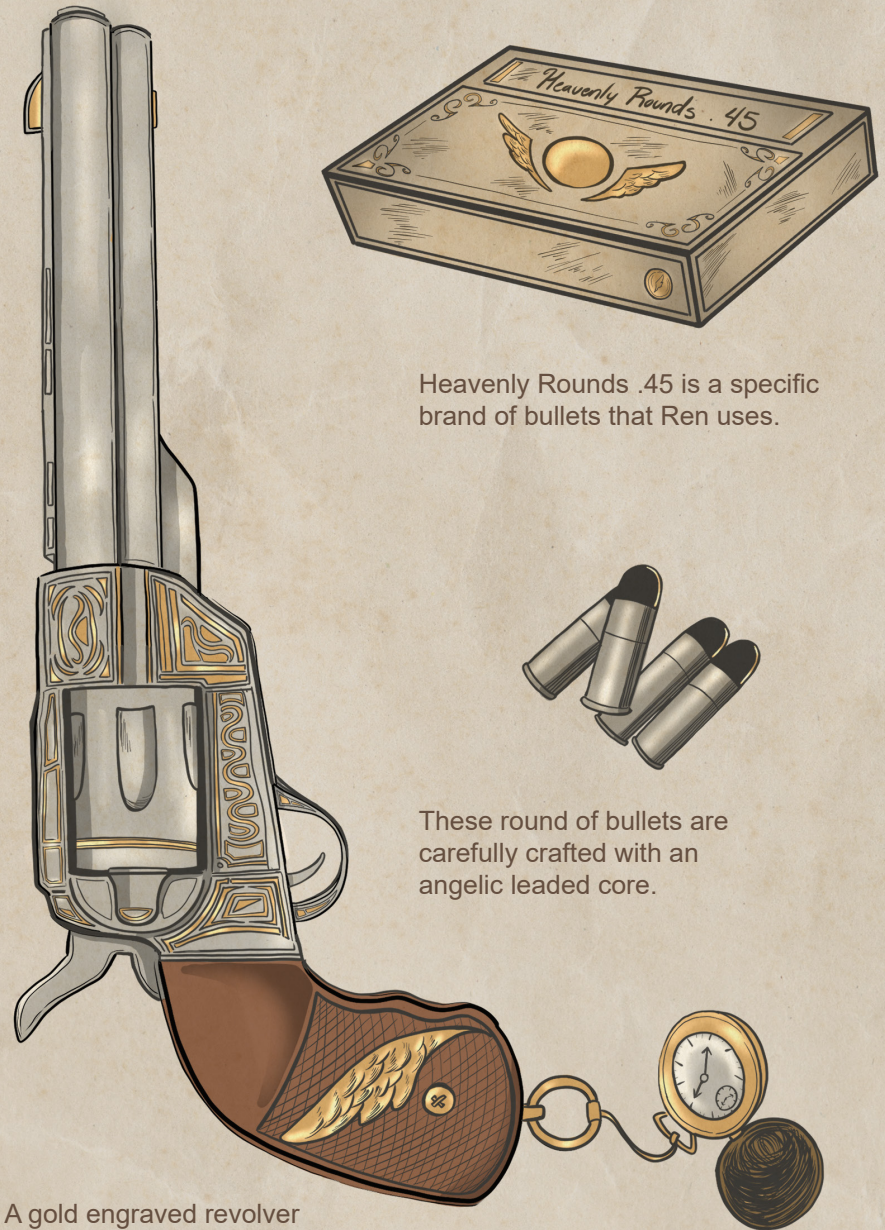 Heavenly Rounds .45
Heavenly Rounds .45 is a specific
brand of bullets that Ren uses.
These round of bullets are
carefully crafted with an
angelic leaded core.
A gold engraved revolver